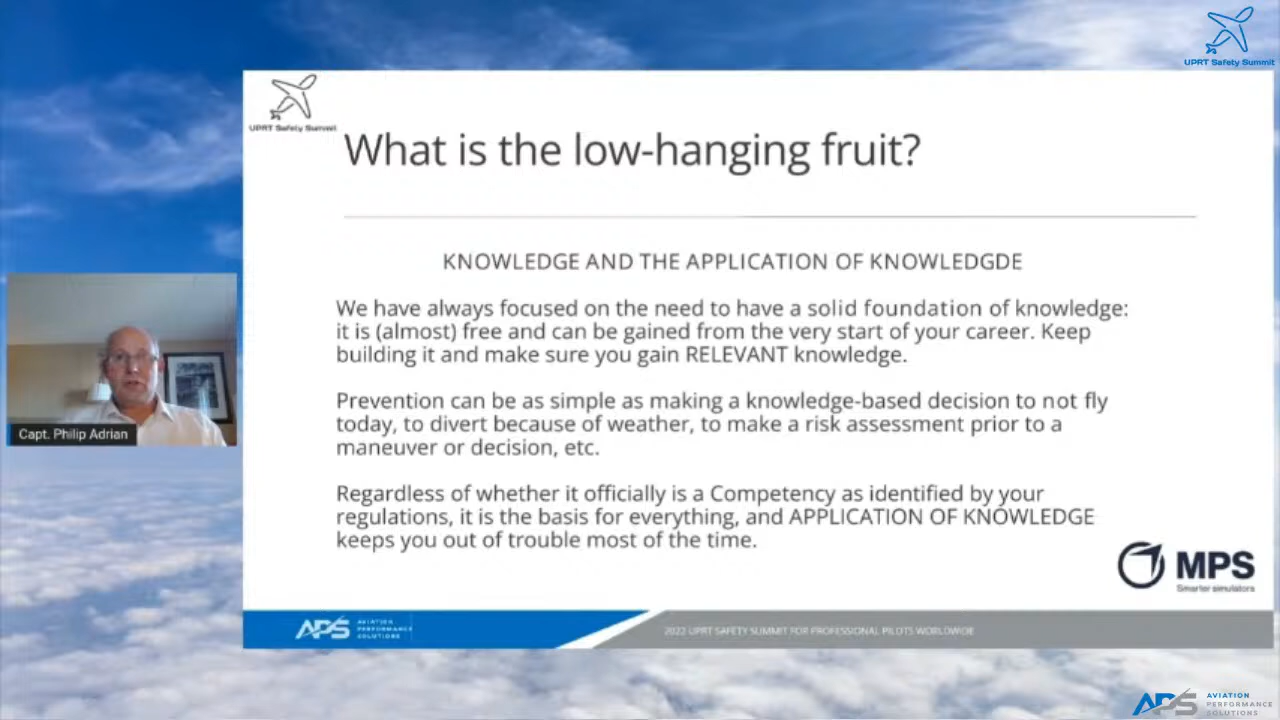 UPRT Safety Summit
UPRT Safety Summit
What is the low-hanging fruit?
KNOWLEDGE AND THE APPLICATION OF KNOWLEDGDE
We have always focused on the need to have a solid foundation of knowledge:
it is (almost) free and can be gained from the very start of your career. Keep
building it and make sure you gain RELEVANT knowledge.
Prevention can be as simple as making a knowledge-based decision to not fly
today, to divert because of weather, to make a risk assessment prior to a
maneuver or decision, etc.
Regardless of whether it officially is a Competency as identified by your
regulations, it is the basis for everything, and APPLICATION OF KNOWLEDGE
keeps you out of trouble most of the time.
Capt. Philip Adrian
MPS
Smarter simulators
APS
AVIATION
PERFORMANCE
SOLUTIONS
2022 UPRT SAFETY SUMMIT FOR PROFESSIONAL PILOTS WORLDWIDE
APS
AVIATION
PERFORMANCE
SOLUTIONS